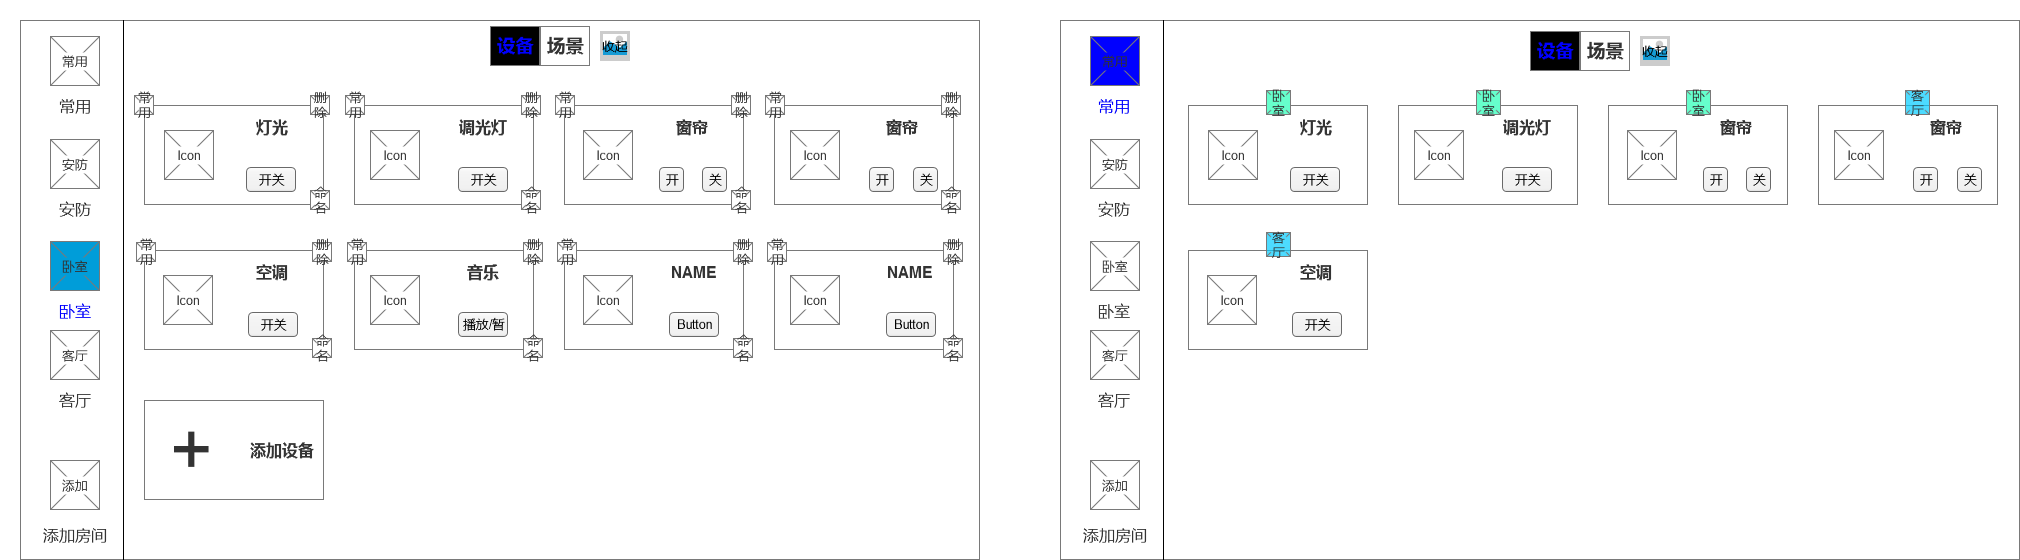 常用
常用
安防
安防
卧室
卧室
客厅
客厅
添加
添加房间
设备 场景 收起
常用 删除 常用 删除 常用 删除 常用 删除
灯光 调光灯 窗帘 窗帘
Icon Icon Icon Icon
开关 开关 开 关 开 关
命名 命名 命名 命名
常用 删除 常用 删除 常用 删除 常用 删除
空调 音乐 NAME NAME
Icon Icon Icon Icon
开关 播放/暂 Button Button
命名 命名 命名 命名
添加设备
常用
常用
安防
安防
卧室
卧室
客厅
客厅
添加
添加房间
设备 场景 收起
卧室 卧室 卧室 客厅
灯光 调光灯 窗帘 窗帘
Icon Icon Icon Icon
开关 开关 开 关 开 关
客厅
空调
Icon
开关